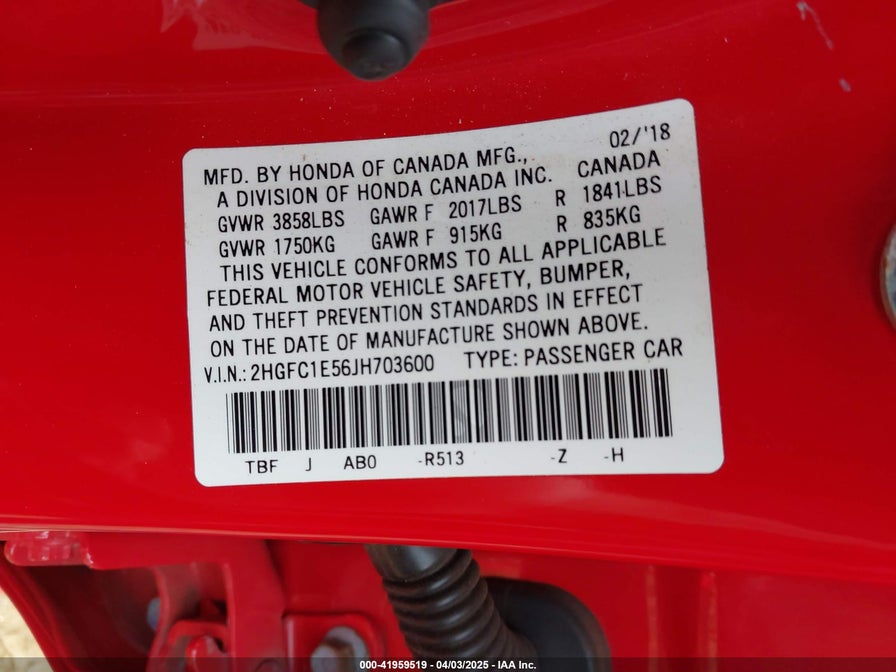 02/'18
MFD. BY HONDA OF CANADA MFG.,
A DIVISION OF HONDA CANADA INC. CANADA
GVWR 3858LBS GAWR F 2017LBS R 1841LBS
GVWR 1750KG GAWR F 915KG R 835KG
THIS VEHICLE CONFORMS TO ALL APPLICABLE
FEDERAL MOTOR VEHICLE SAFETY, BUMPER,
AND THEFT PREVENTION STANDARDS IN EFFECT
ON THE DATE OF MANUFACTURE SHOWN ABOVE.
V.I.N.: 2HGFC1E56JH703600 TYPE: PASSENGER CAR
TBF J AB0 -R513 -Z -H
000-41959519 - 04/03/2025 - IAA Inc.